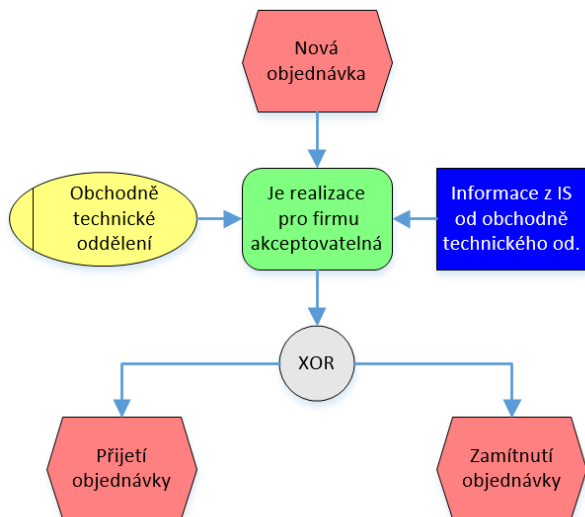 Nová
objednávka
Obchodně
technické
oddělení
Je realizace
pro firmu
akceptovatelná
Informace z IS
od obchodně
technického od.
XOR
Přijetí
objednávky
Zamítnutí
objednávky